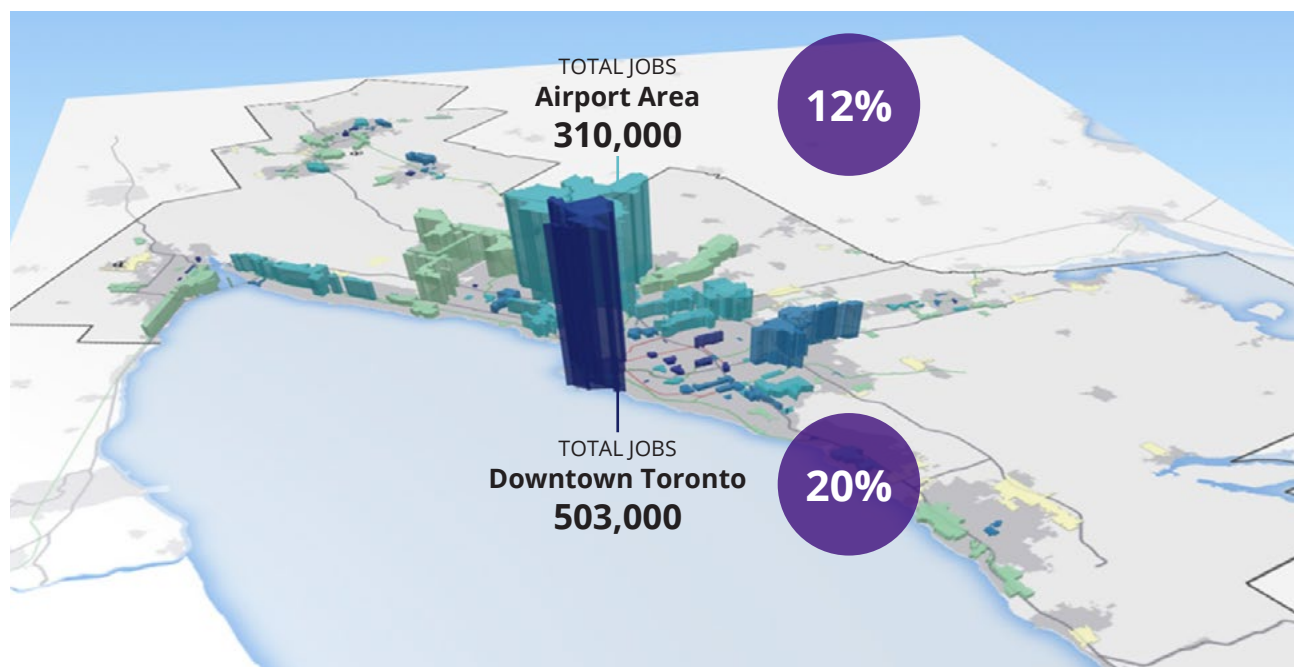 TOTAL JOBS
Airport Area
310,000
12%
TOTAL JOBS
Downtown Toronto
503,000
20%